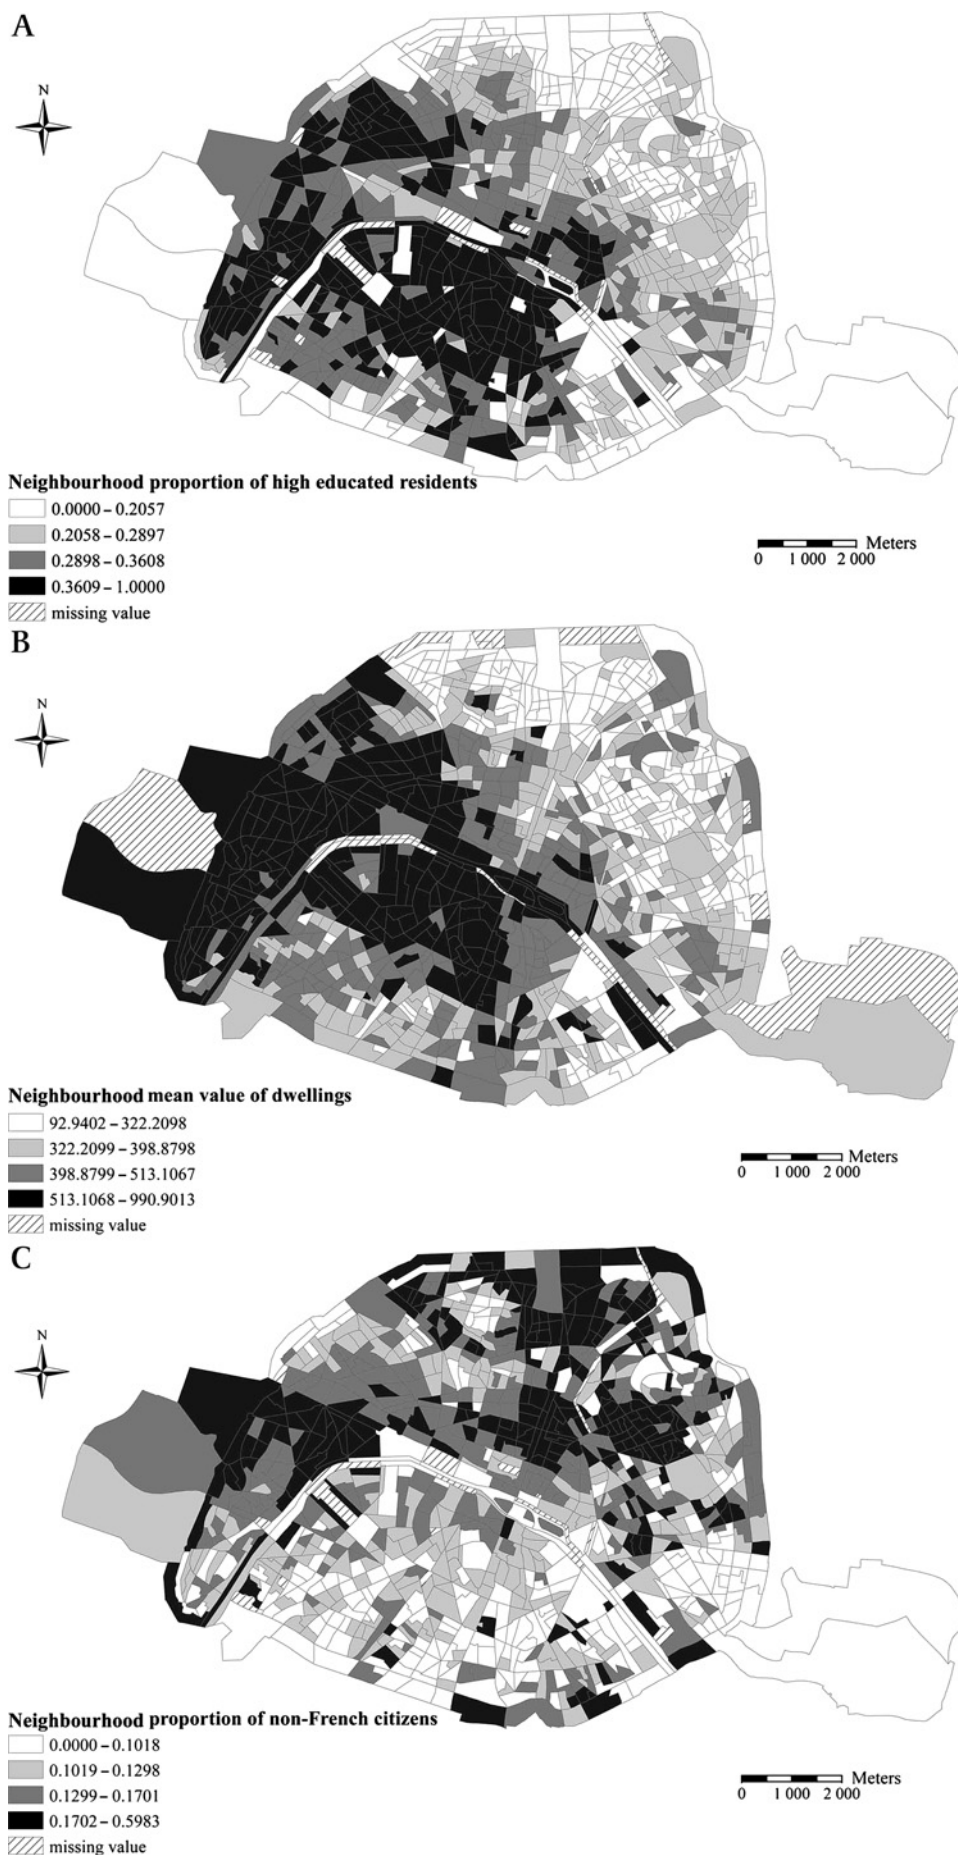 A
N
Neighbourhood proportion of high educated residents
0.0000 – 0.2057
0.2058 – 0.2897
0.2898 – 0.3608
0.3609 – 1.0000
missing value
Meters
0 1 000 2 000
B
N
Neighbourhood mean value of dwellings
92.9402 – 322.2098
322.2099 – 398.8798
398.8799 – 513.1067
513.1068 – 990.9013
missing value
Meters
0 1 000 2 000
C
N
Neighbourhood proportion of non-French citizens
0.0000 – 0.1018
0.1019 – 0.1298
0.1299 – 0.1701
0.1702 – 0.5983
missing value
Meters
0 1 000 2 000